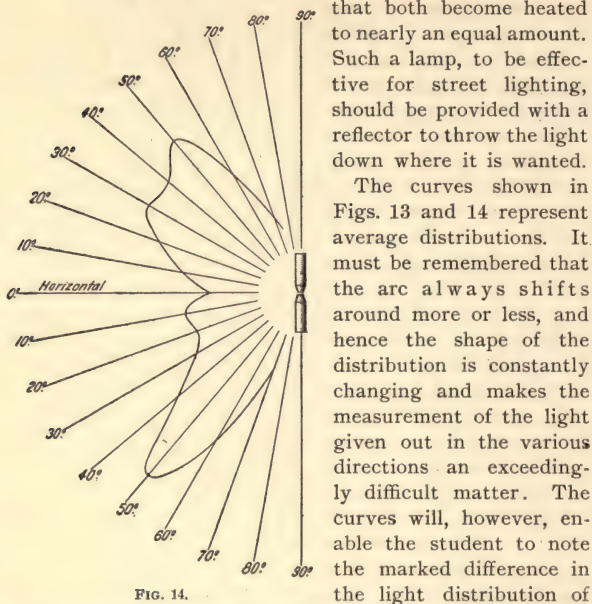 90°
80°
70°
60°
50°
40°
30°
20°
10°
0° Horizontal
10°
20°
30°
40°
50°
60°
70°
80°
90°
FIG. 14.
that both become heated
to nearly an equal amount.
Such a lamp, to be effec-
tive for street lighting,
should be provided with a
reflector to throw the light
down where it is wanted.
The curves shown in
Figs. 13 and 14 represent
average distributions. It
must be remembered that
the arc always shifts
around more or less, and
hence the shape of the
distribution is constantly
changing and makes the
measurement of the light
given out in the various
directions an exceeding-
ly difficult matter. The
curves will, however, en-
able the student to note
the marked difference in
the light distribution of